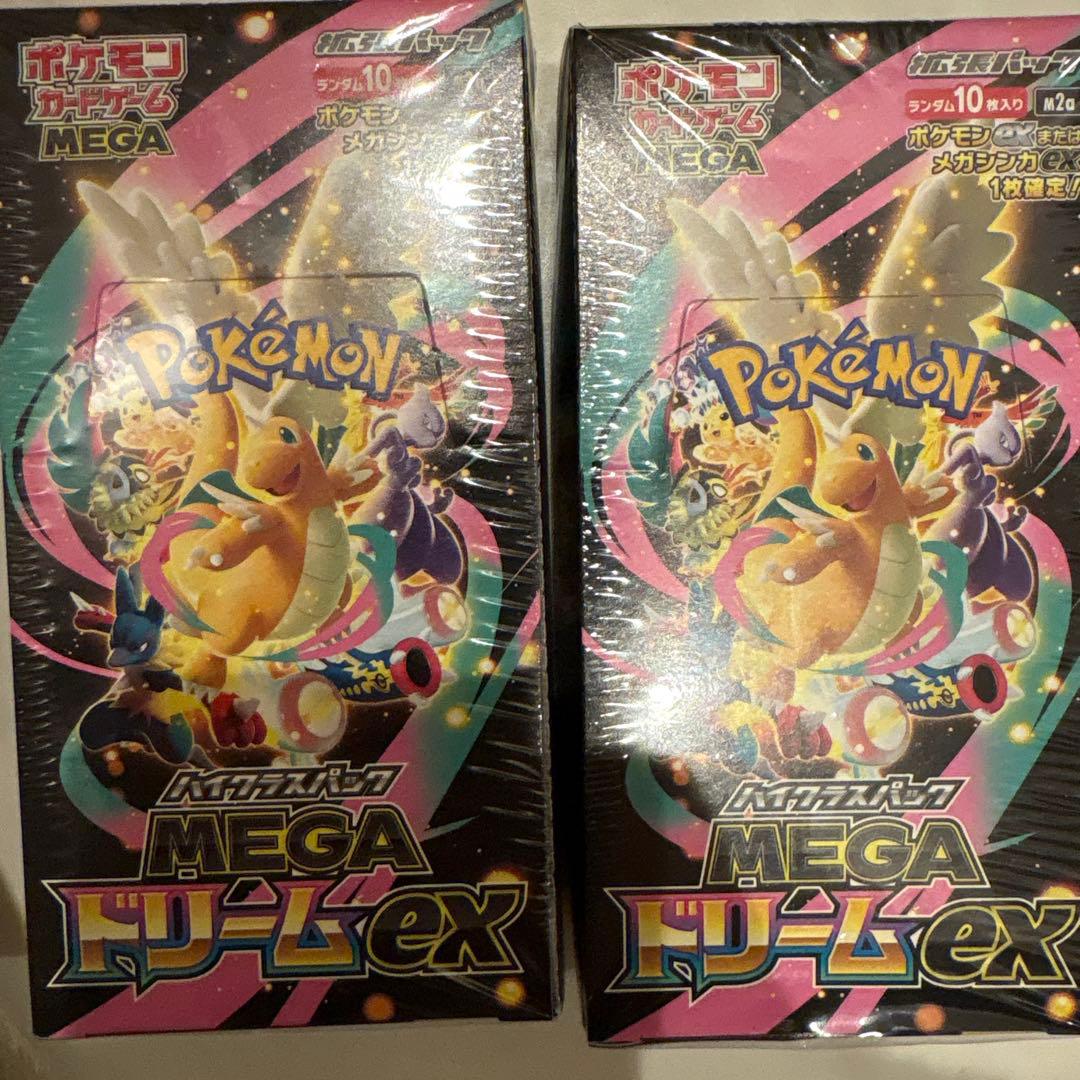 ポケモン
カードゲーム
MEGA
拡張パック
ランダム10
ポケモン
メガシンカ
POKÉMON
ハイクラスパック
MEGA
ドリームex
ポケモン
カードゲーム
MEGA
拡張パック
ランダム10枚入り M2a
ポケモンexまたは
メガシンカex
1枚確定!
POKÉMON
ハイクラスパック
MEGA
ドリームex